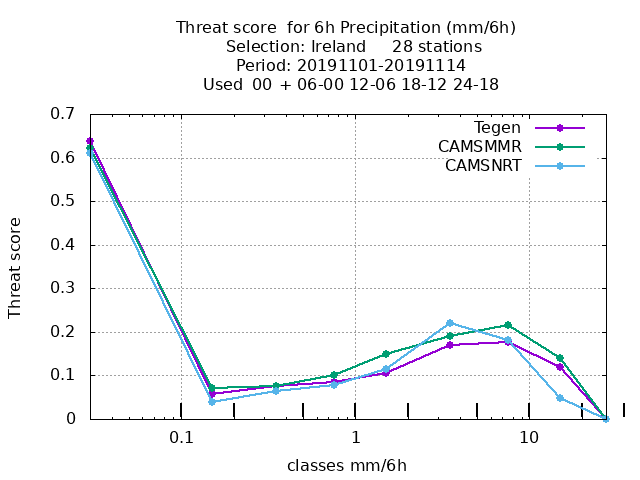 Threat score  for 6h Precipitation (mm/6h)
Selection: Ireland     28 stations
Period: 20191101-20191114
Used  00  + 06-00 12-06 18-12 24-18
Tegen
CAMSMMR
CAMSNRT
0.7
0.6
0.5
0.4
0.3
0.2
0.1
0
Threat score
0.1
1
10
classes mm/6h